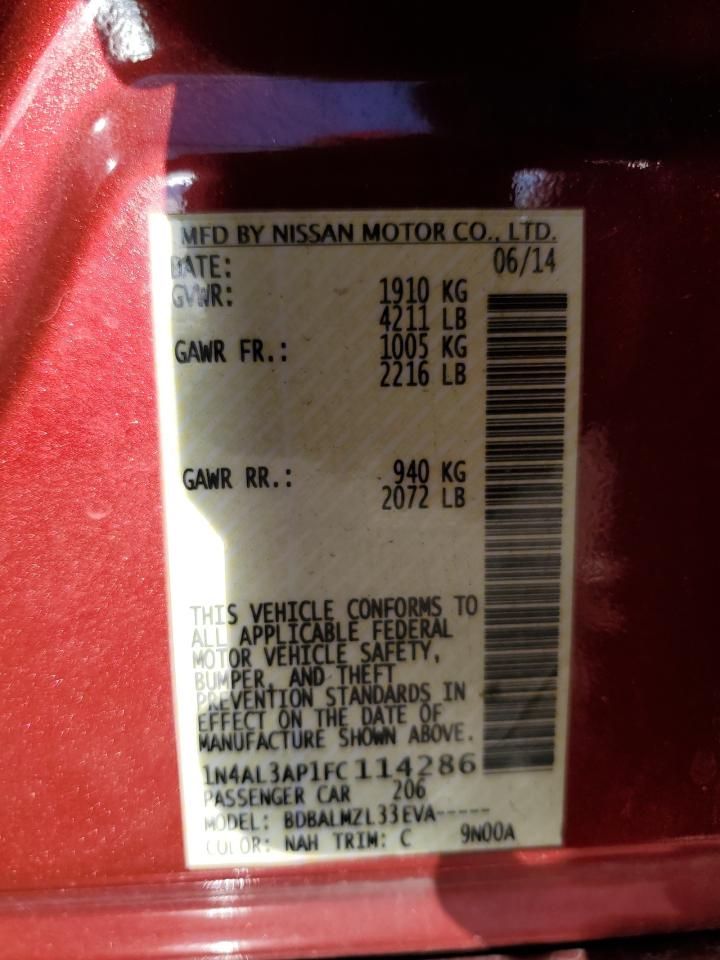 MFD BY NISSAN MOTOR CO., LTD.
DATE: 06/14
GVWR: 1910 KG
4211 LB
GAWR FR.: 1005 KG
2216 LB
GAWR RR.: 940 KG
2072 LB
THIS VEHICLE CONFORMS TO
ALL APPLICABLE FEDERAL
MOTOR VEHICLE SAFETY,
BUMPER, AND THEFT
PREVENTION STANDARDS IN
EFFECT ON THE DATE OF
MANUFACTURE SHOWN ABOVE.
1N4AL3AP1FC114286
PASSENGER CAR 206
MODEL: BDBALMZL33EVA-----
COLOR: NAH TRIM: C 9N00A